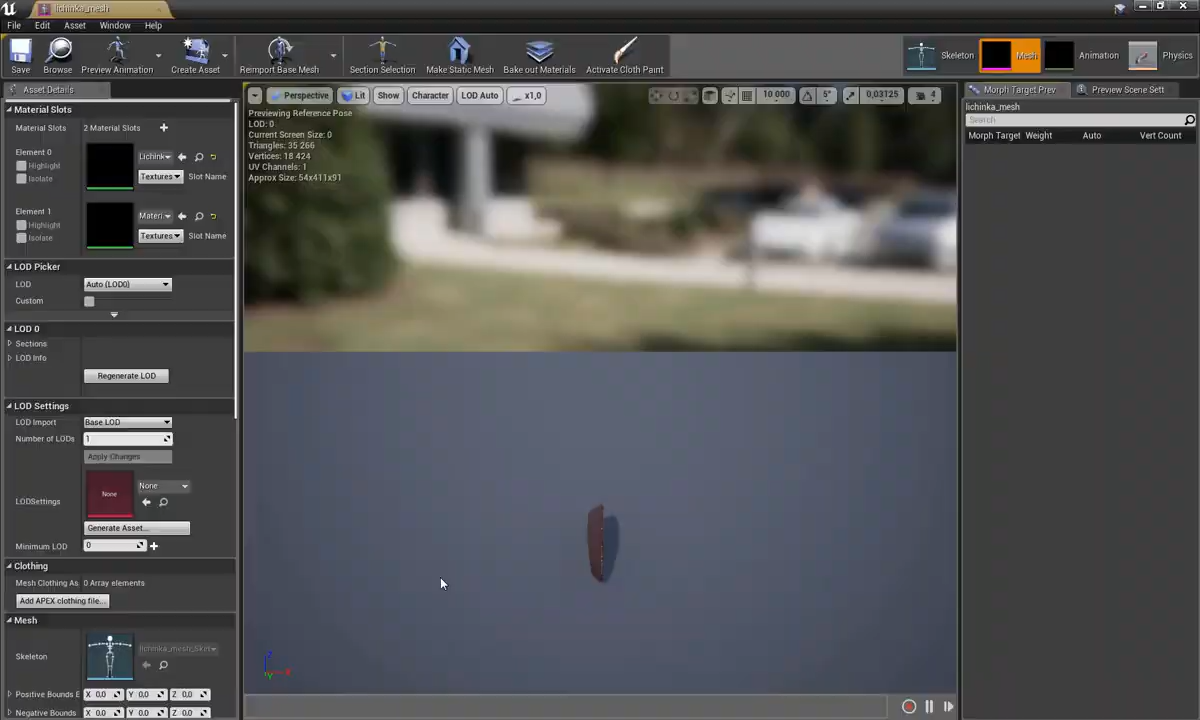 lichinka_mesh
File Edit Asset Window Help
Save Browse Preview Animation Create Asset Reimport Base Mesh Section Selection Make Static Mesh Bake out Materials Activate Cloth Paint Skeleton Mesh Animation Physics
Asset Details
Material Slots
Material Slots 2 Material Slots
Element 0
Highlight
Isolate
Lichink
Textures Slot Name
Element 1
Highlight
Isolate
Materi
Textures Slot Name
LOD Picker
LOD Auto (LOD0)
Custom
LOD 0
Sections
LOD Info
Regenerate LOD
LOD Settings
LOD Import Base LOD
Number of LODs 1
Apply Changes
LODSettings None None
Generate Asset...
Minimum LOD 0
Clothing
Mesh Clothing As 0 Array elements
Add APEX clothing file...
Mesh
Skeleton lichinka_mesh_Skel
Positive Bounds E X 0,0 Y 0,0 Z 0,0
Negative Bounds X 0,0 Y 0,0 Z 0,0
Perspective Lit Show Character LOD Auto x1,0 10 000 5° 0,03125 4
Previewing Reference Pose
LOD: 0
Current Screen Size: 0
Triangles: 35 266
Vertices: 18 424
UV Channels: 1
Approx Size: 54x411x91
Z
X
Y
Morph Target Prev Preview Scene Sett
lichinka_mesh
Search
Morph Target Weight Auto Vert Count